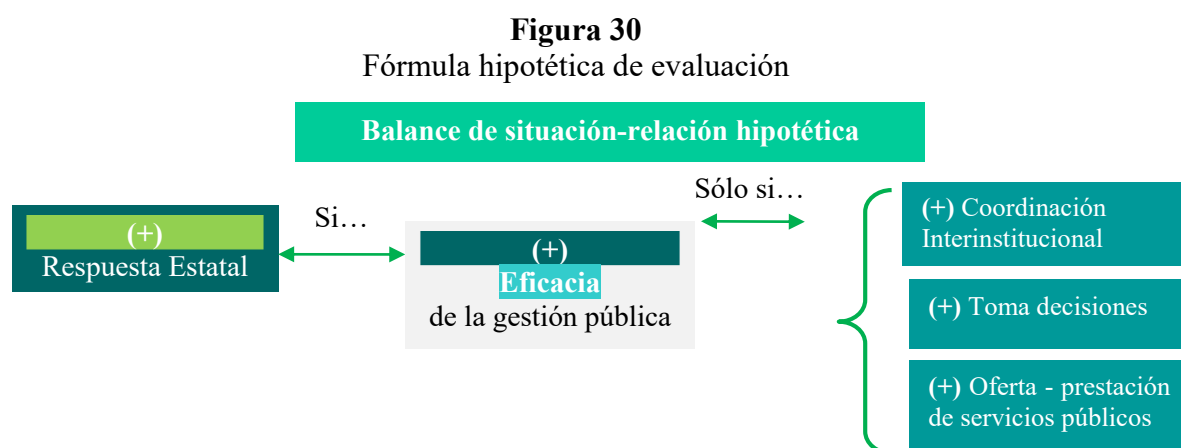 Figura 30
Fórmula hipotética de evaluación
Balance de situación-relación hipotética
(+)
Respuesta Estatal
Si…
(+)
Eficacia
de la gestión pública
Sólo si…
(+) Coordinación
Interinstitucional
(+) Toma decisiones
(+) Oferta - prestación
de servicios públicos